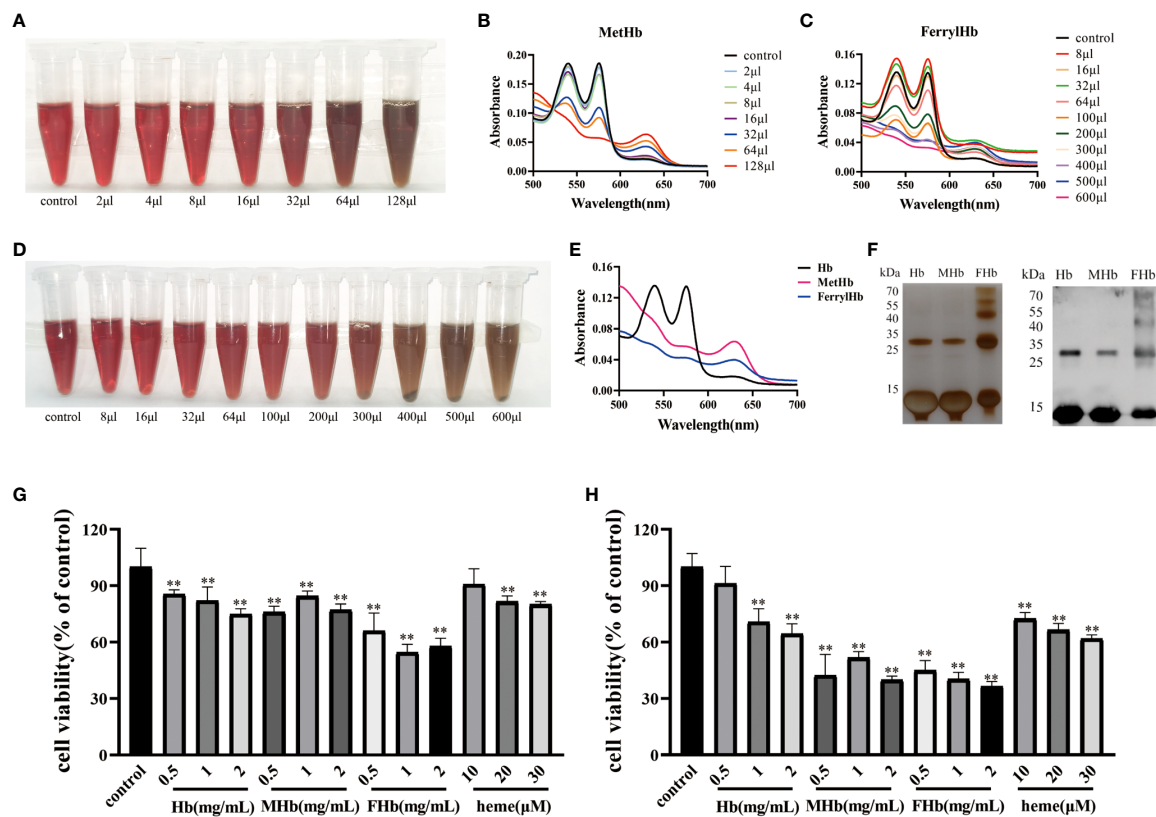 A
control 2µl 4µl 8µl 16µl 32µl 64µl 128µl
B
MetHb
Absorbance
0.20
0.15
0.10
0.05
0.00
500 550 600 650 700
Wavelength(nm)
control
2µl
4µl
8µl
16µl
32µl
64µl
128µl
C
FerrylHb
Absorbance
0.16
0.12
0.08
0.04
0.00
500 550 600 650 700
Wavelength(nm)
control
8µl
16µl
32µl
64µl
100µl
200µl
300µl
400µl
500µl
600µl
D
control 8µl 16µl 32µl 64µl 100µl 200µl 300µl 400µl 500µl 600µl
E
Absorbance
0.16
0.12
0.08
0.04
0.00
500 550 600 650 700
Wavelength(nm)
Hb
MetHb
FerrylHb
F
kDa Hb MHb FHb
70
55
40
35
25
15
kDa Hb MHb FHb
70
55
40
35
25
15
G
cell viability(% of control)
120
90
60
30
0
** ** ** ** ** ** ** ** ** ** **
control 0.5 1 2 0.5 1 2 0.5 1 2 10 20 30
Hb(mg/mL) MHb(mg/mL) FHb(mg/mL) heme(µM)
H
cell viability(% of control)
120
90
60
30
0
** ** ** ** ** ** ** ** ** ** **
control 0.5 1 2 0.5 1 2 0.5 1 2 10 20 30
Hb(mg/mL) MHb(mg/mL) FHb(mg/mL) heme(µM)